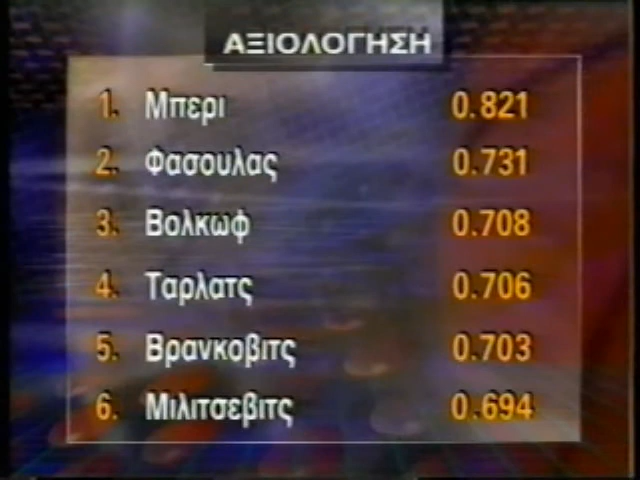 ΑΞΙΟΛΟΓΗΣΗ
1. Μπερι 0.821
2. Φασουλας 0.731
3. Βολκωφ 0.708
4. Ταρλατς 0.706
5. Βρανκοβιτς 0.703
6. Μιλιτσεβιτς 0.694